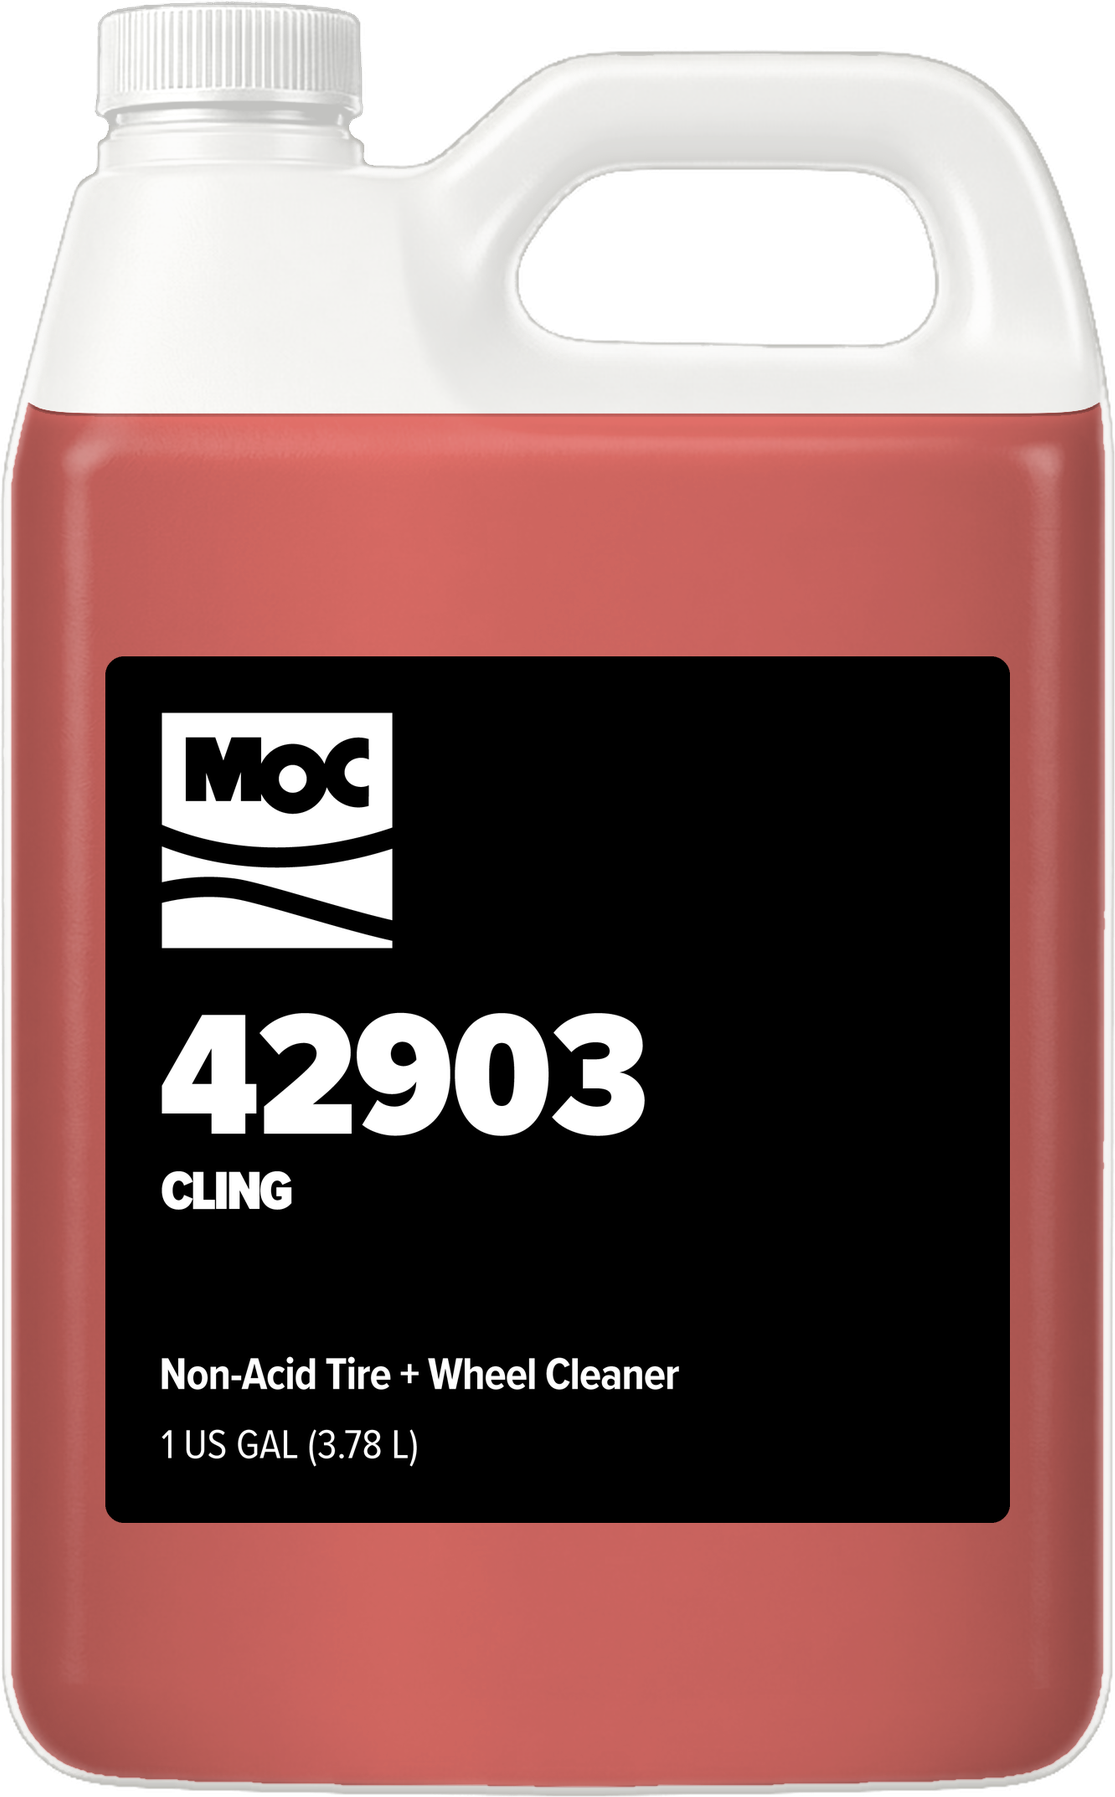 MOC
42903
CLING
Non-Acid Tire + Wheel Cleaner
1 US GAL (3.78 L)